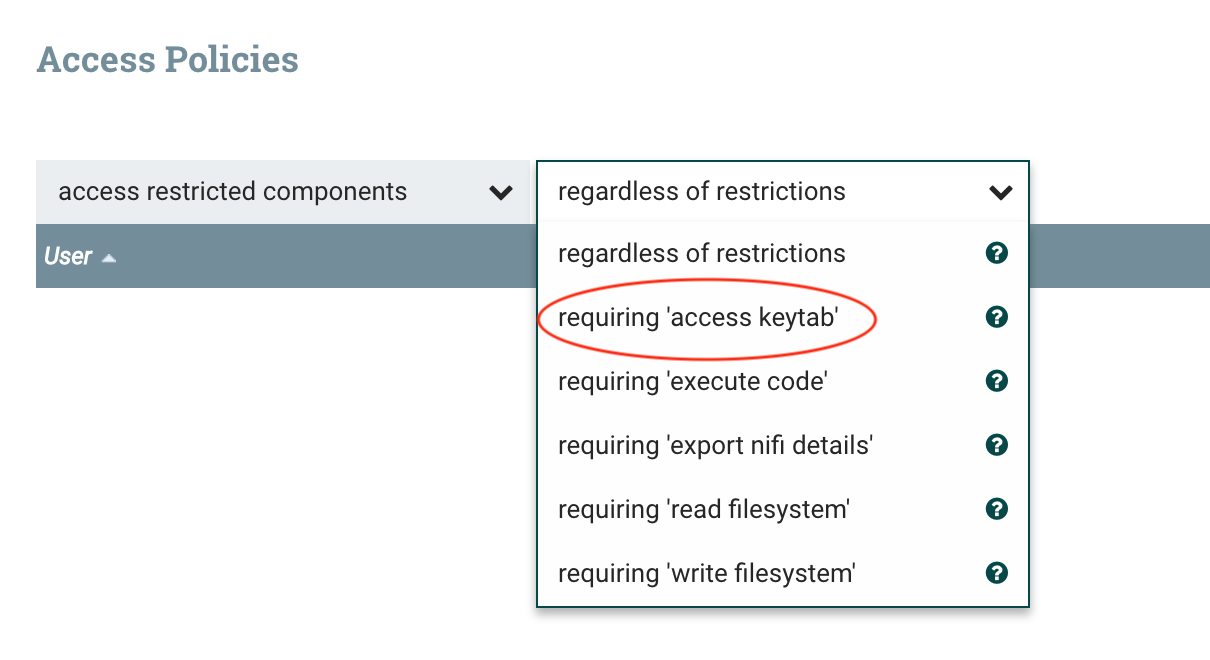 Access Policies
access restricted components
regardless of restrictions
User
regardless of restrictions
requiring 'access keytab'
requiring 'execute code'
requiring 'export nifi details'
requiring 'read filesystem'
requiring 'write filesystem'